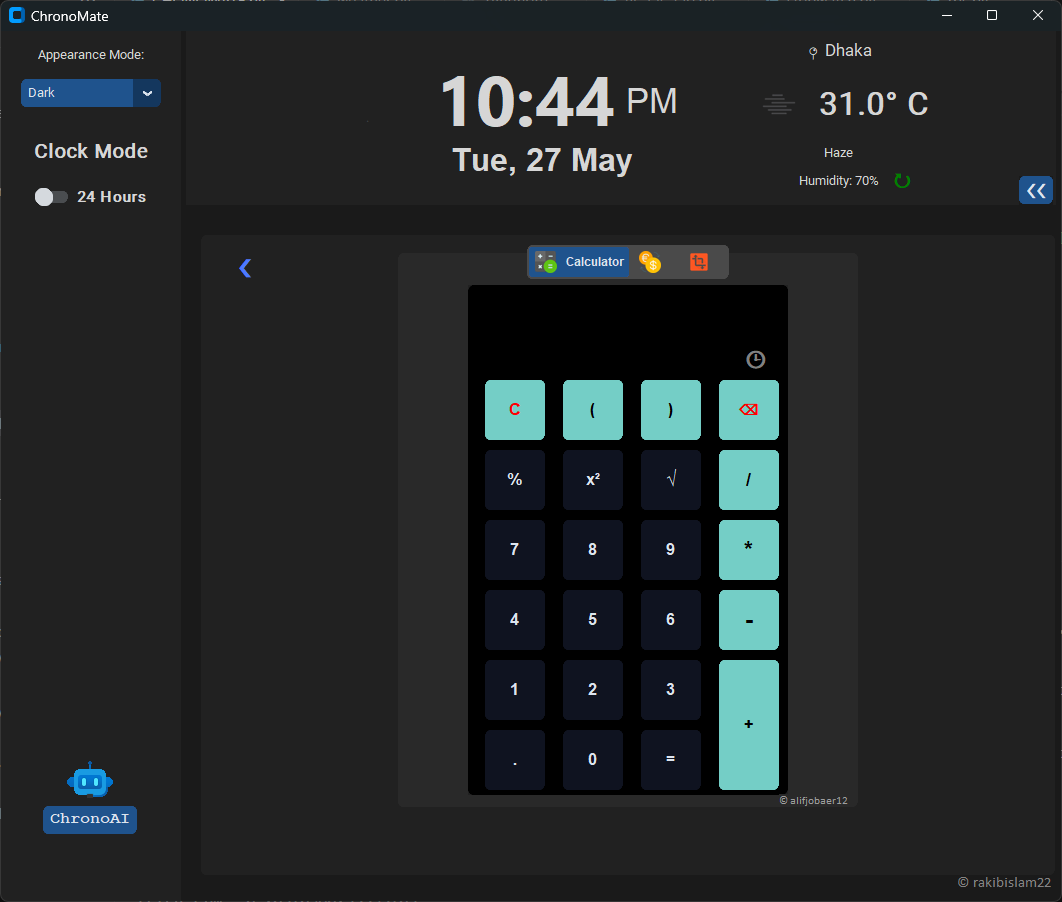 ChronoMate
Appearance Mode:
Dark
Clock Mode
24 Hours
10:44 PM
Tue, 27 May
Dhaka
31.0° C
Haze
Humidity: 70%
Calculator
C ( ) ⌫
% x² √ /
7 8 9 *
4 5 6 -
1 2 3 +
. 0 =
© alifjobaer12
ChronoAI
© rakibislam22